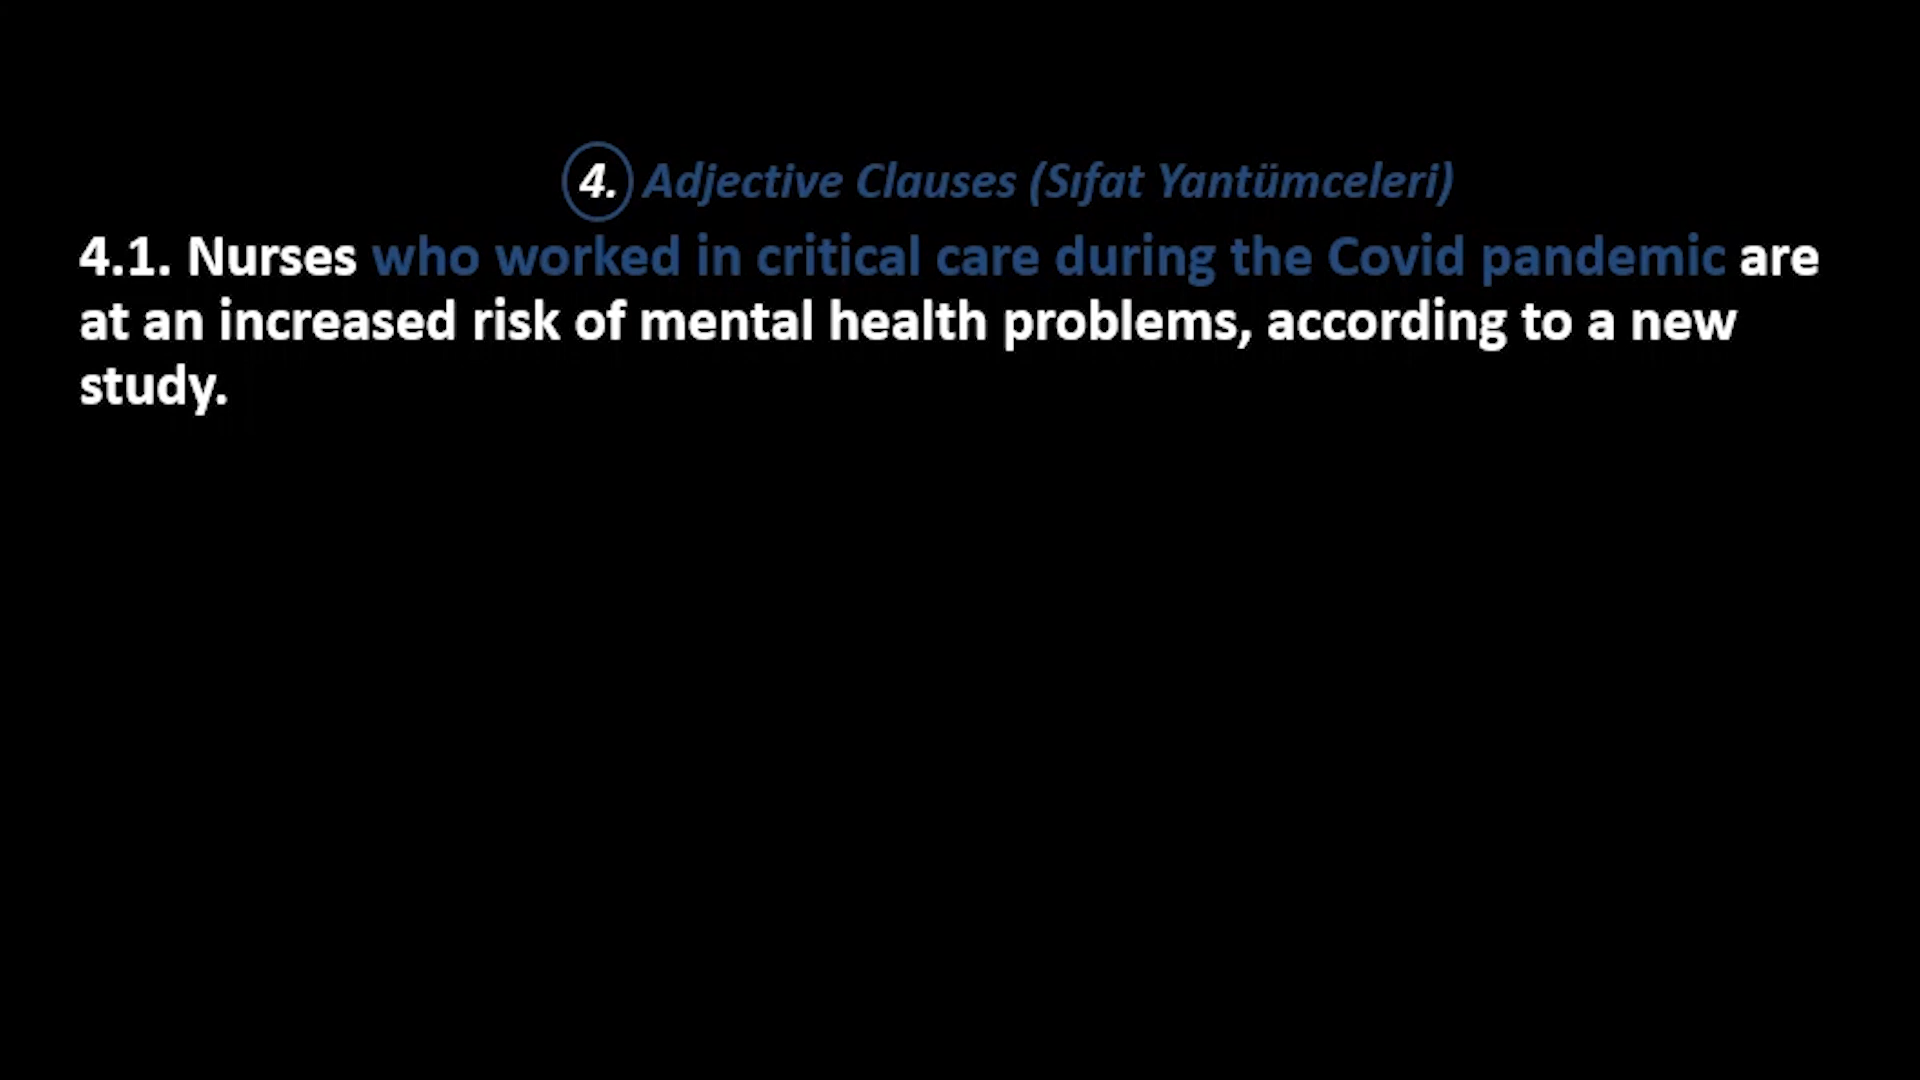 4. Adjective Clauses (Sıfat Yantümceleri)
4.1. Nurses who worked in critical care during the Covid pandemic are
at an increased risk of mental health problems, according to a new
study.